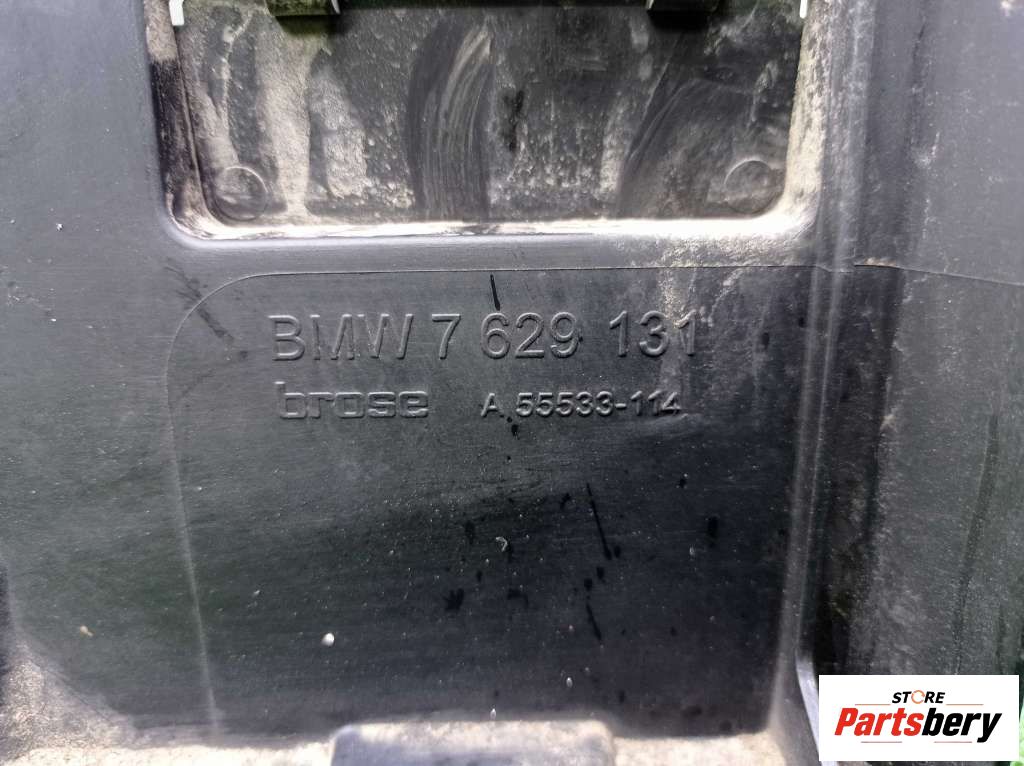 BMW 7 629 131
brose A 55533-114
STORE
Partsbery